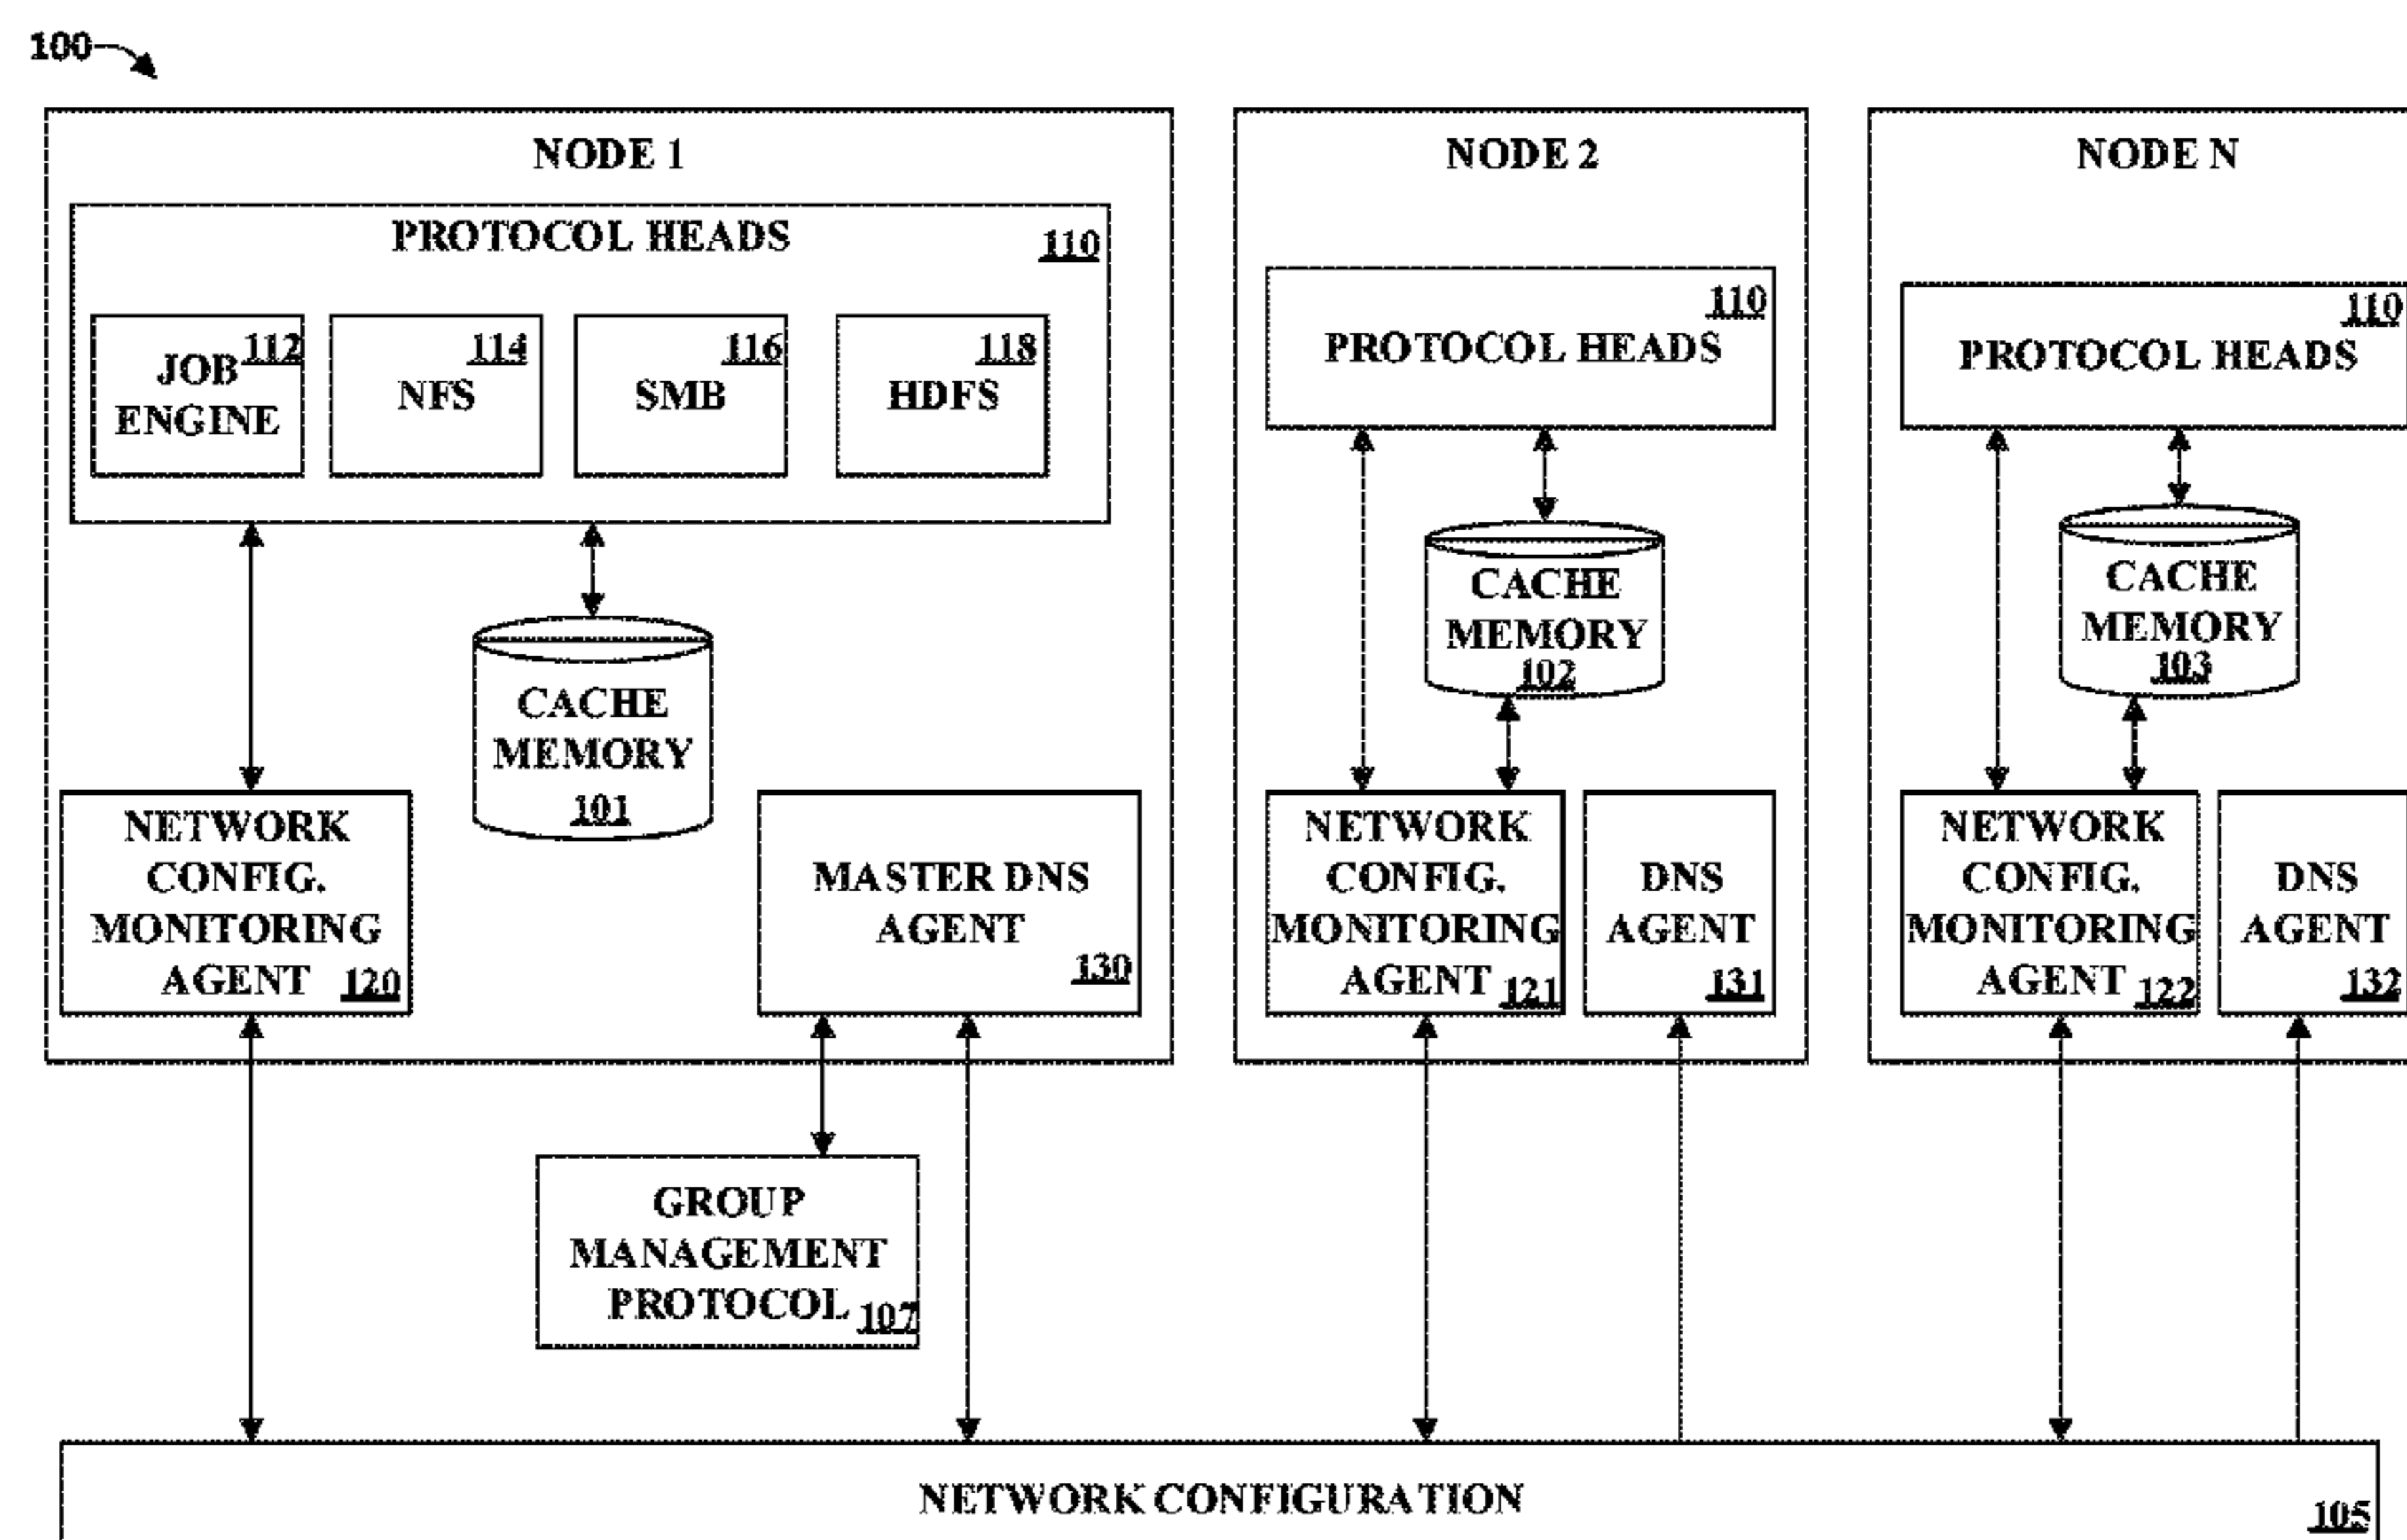 100
NODE 1
PROTOCOL HEADS
110
JOB
ENGINE
112
NFS
114
SMB
116
HDFS
118
CACHE
MEMORY
101
NETWORK
CONFIG.
MONITORING
AGENT 120
MASTER DNS
AGENT
130
GROUP
MANAGEMENT
PROTOCOL 107
NODE 2
110
PROTOCOL HEADS
CACHE
MEMORY
102
NETWORK
CONFIG.
MONITORING
AGENT 121
DNS
AGENT
131
NODE N
110
PROTOCOL HEADS
CACHE
MEMORY
103
NETWORK
CONFIG.
MONITORING
AGENT 122
DNS
AGENT
132
NETWORK CONFIGURATION
105